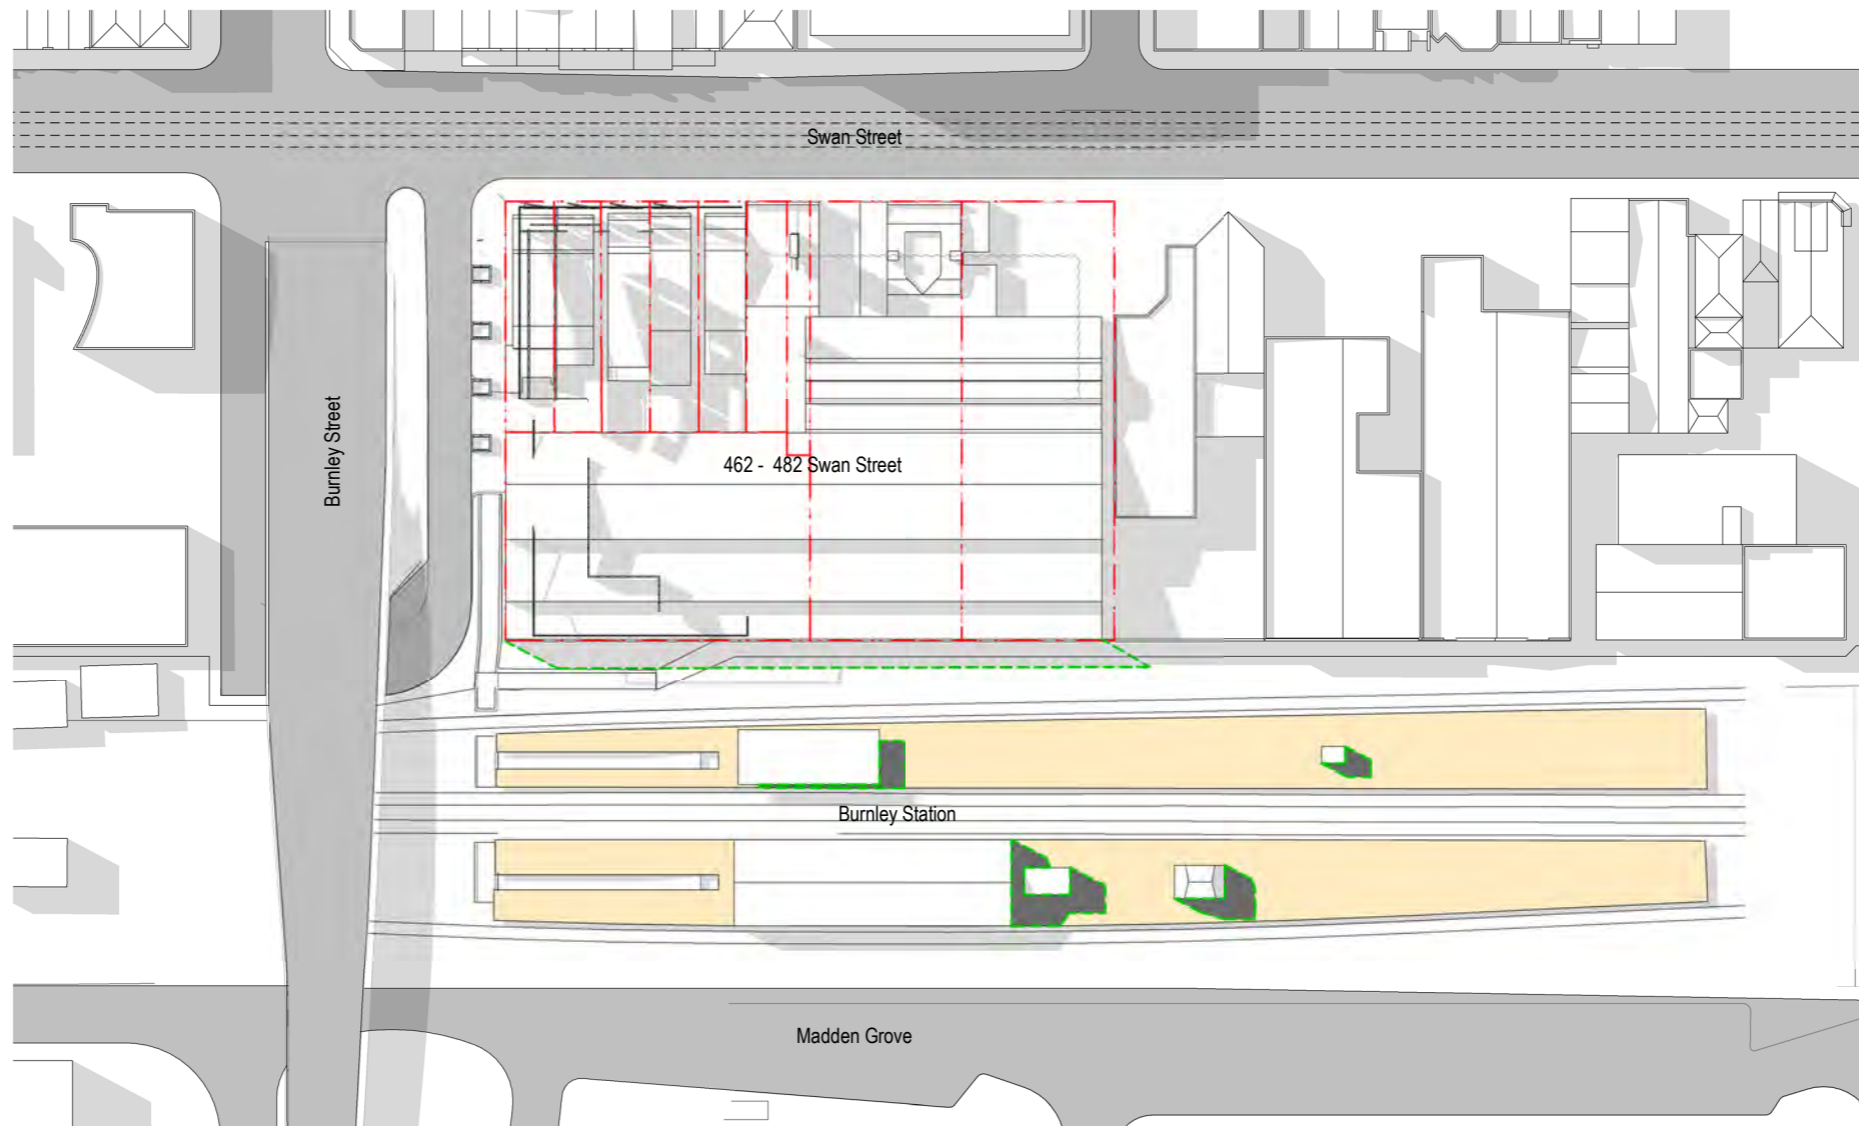 Swan Street
Burnley Street
462 - 482 Swan Street
Burnley Station
Madden Grove